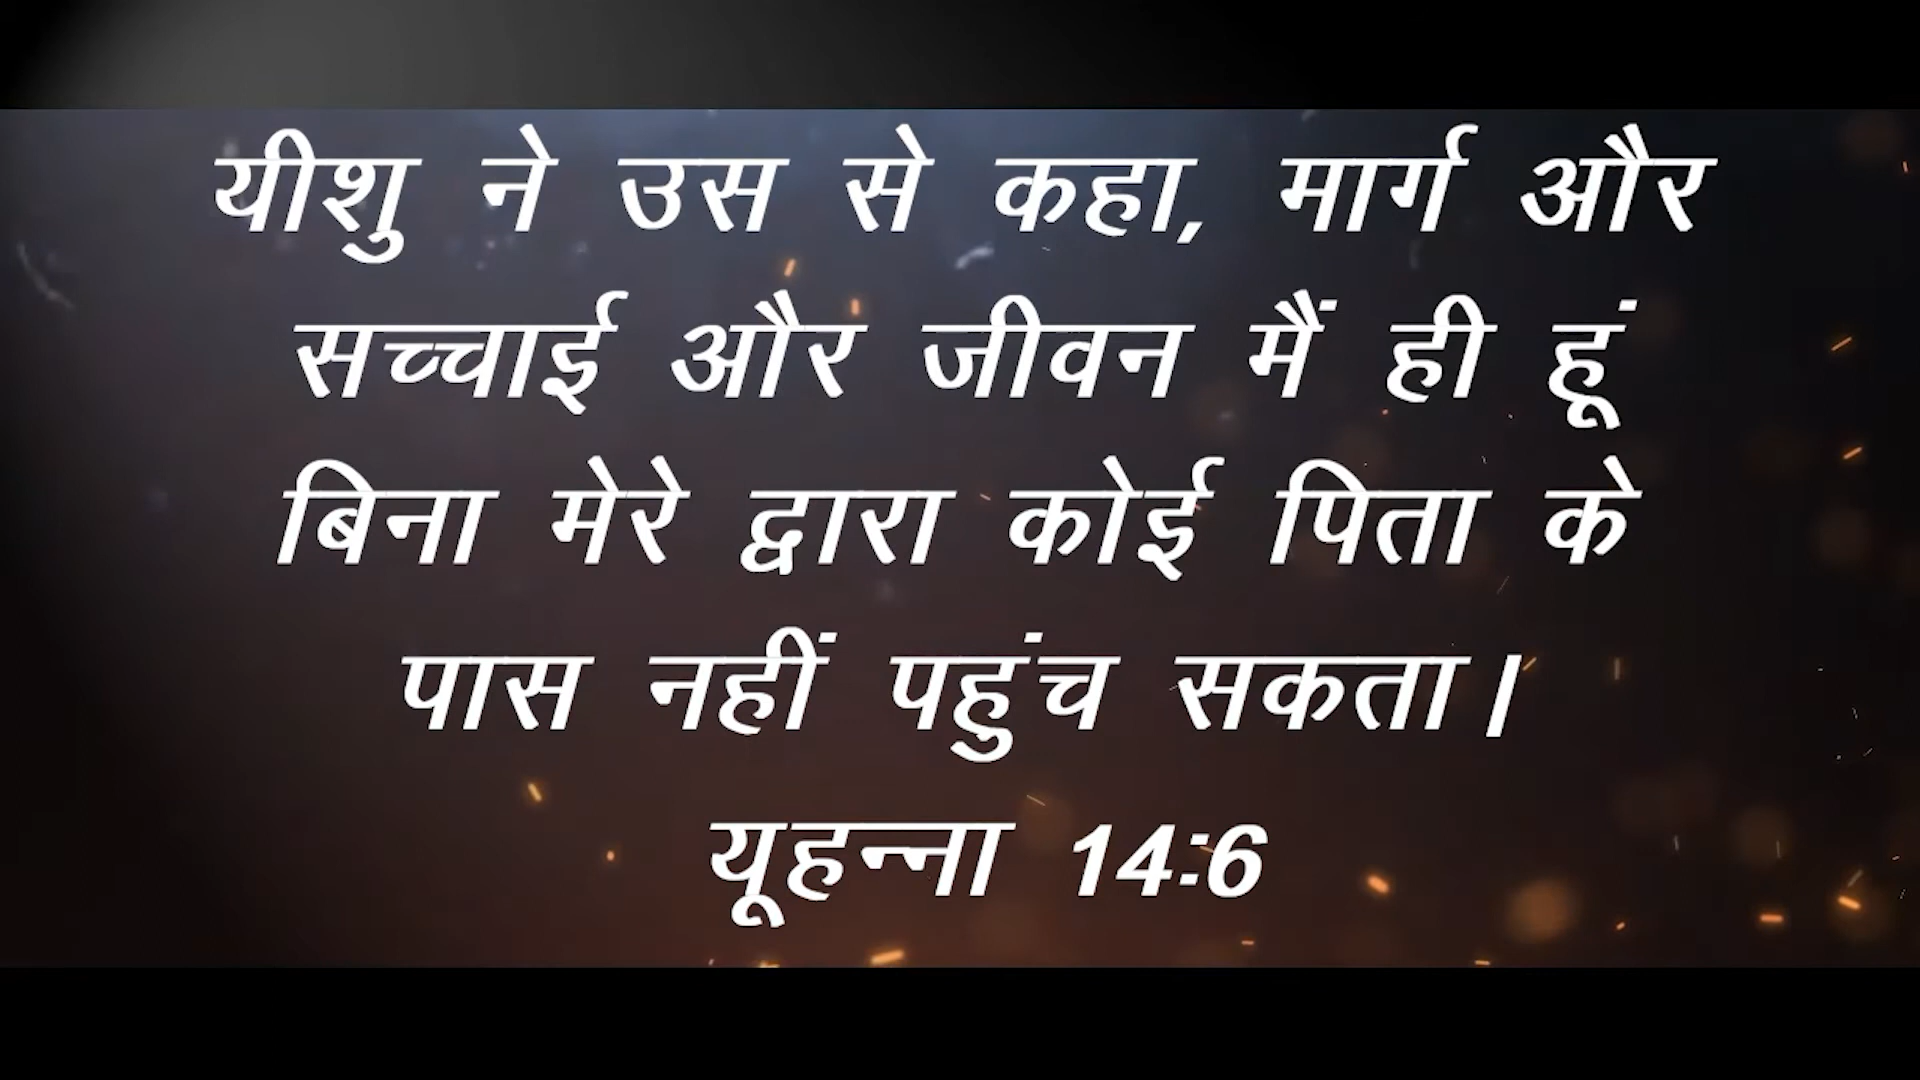 यीशु ने उस से कहा, मार्ग और
सच्चाई और जीवन मैं ही हूं
बिना मेरे द्वारा कोई पिता के
पास नहीं पहुंच सकता।
यूहन्ना 14:6